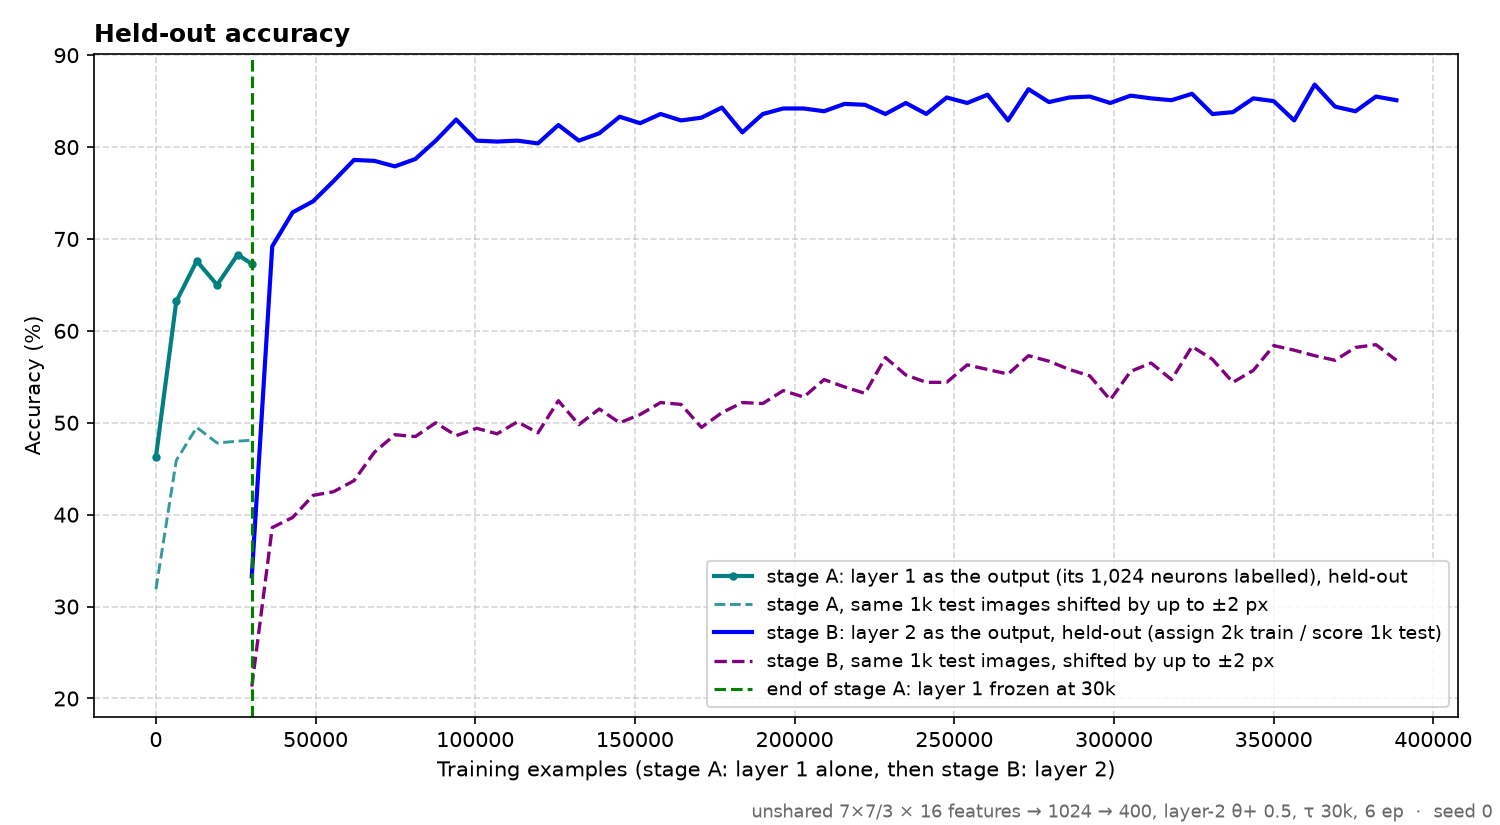 Held-out accuracy
90
80
70
60
50
40
30
20
Accuracy (%)
stage A: layer 1 as the output (its 1,024 neurons labelled), held-out
stage A, same 1k test images shifted by up to ±2 px
stage B: layer 2 as the output, held-out (assign 2k train / score 1k test)
stage B, same 1k test images, shifted by up to ±2 px
end of stage A: layer 1 frozen at 30k
0 50000 100000 150000 200000 250000 300000 350000 400000
Training examples (stage A: layer 1 alone, then stage B: layer 2)
unshared 7×7/3 × 16 features → 1024 → 400, layer-2 θ+ 0.5, τ 30k, 6 ep · seed 0